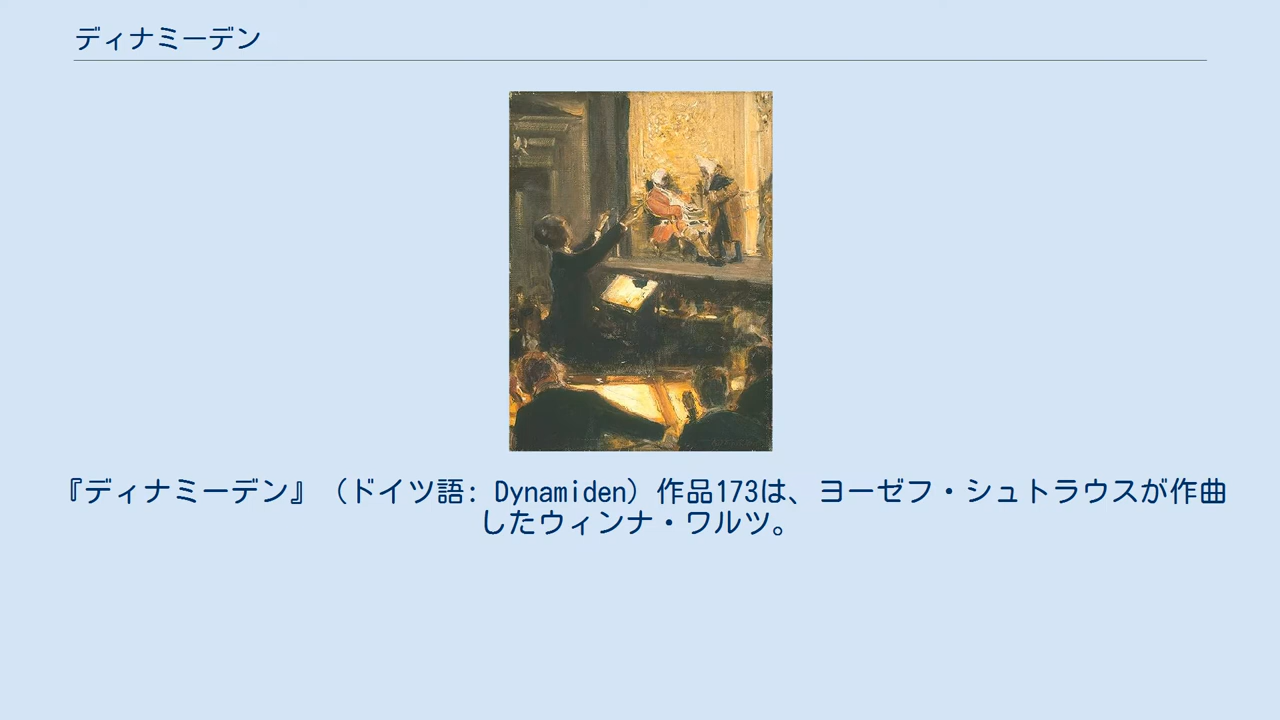 ディナミーデン
『ディナミーデン』（ドイツ語: Dynamiden）作品173は、ヨーゼフ・シュトラウスが作曲
したウィンナ・ワルツ。